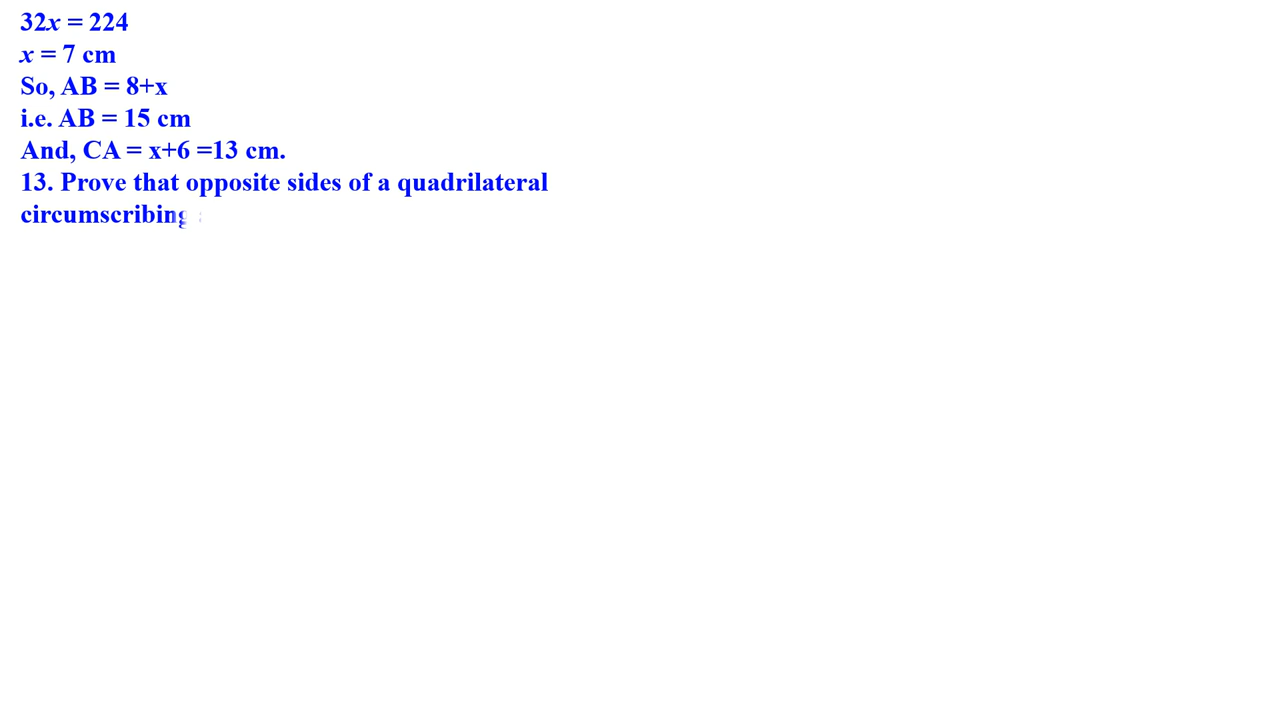 32x = 224
x = 7 cm
So, AB = 8+x
i.e. AB = 15 cm
And, CA = x+6 =13 cm.
13. Prove that opposite sides of a quadrilateral
circumscribing